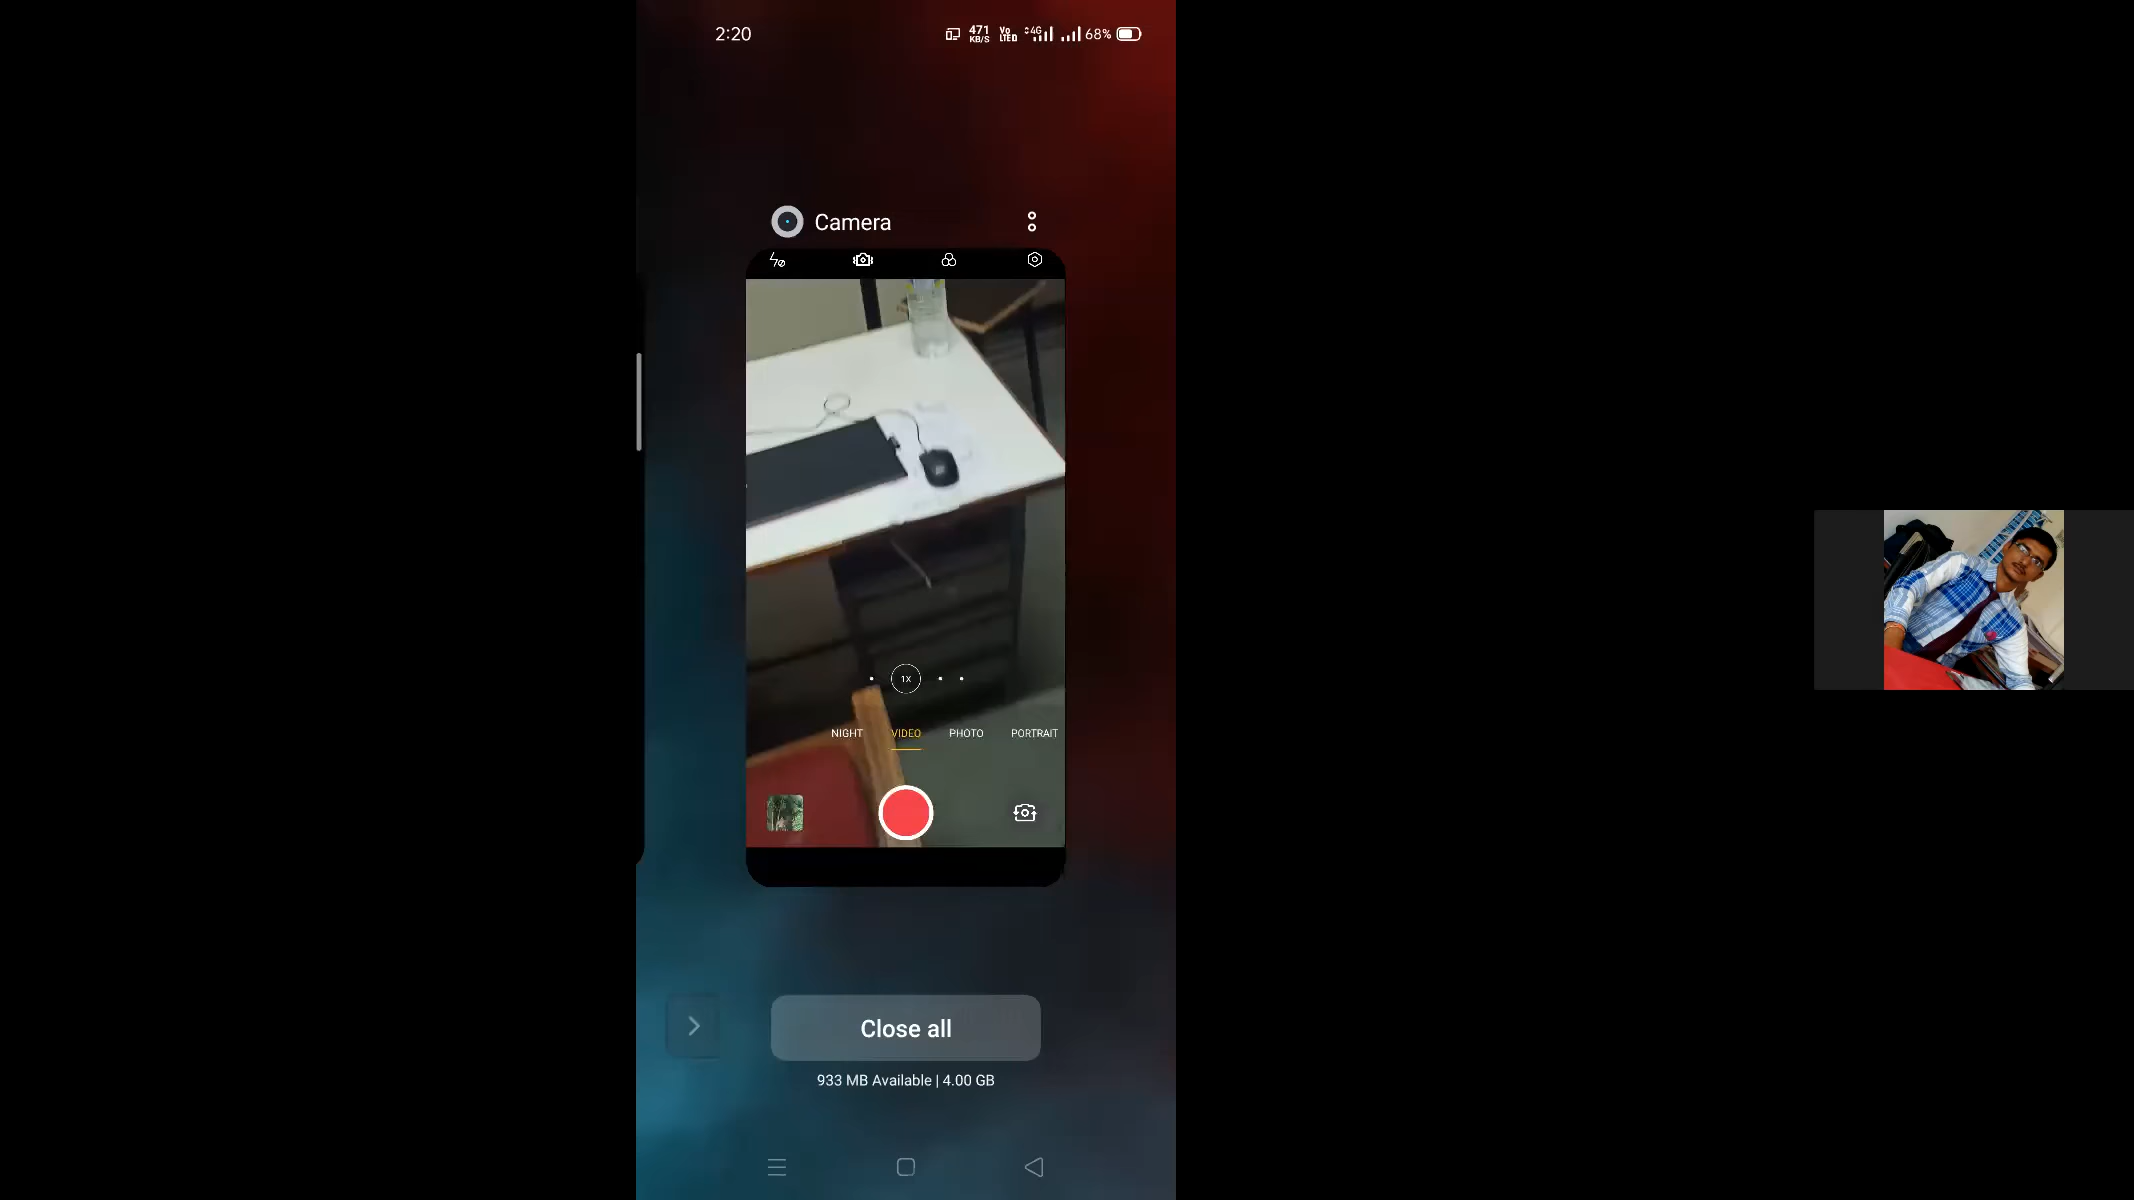 2:20
471
KB/S
Vo
LTED
4G
68%
Camera
1X
NIGHT
VIDEO
PHOTO
PORTRAIT
Close all
933 MB Available | 4.00 GB